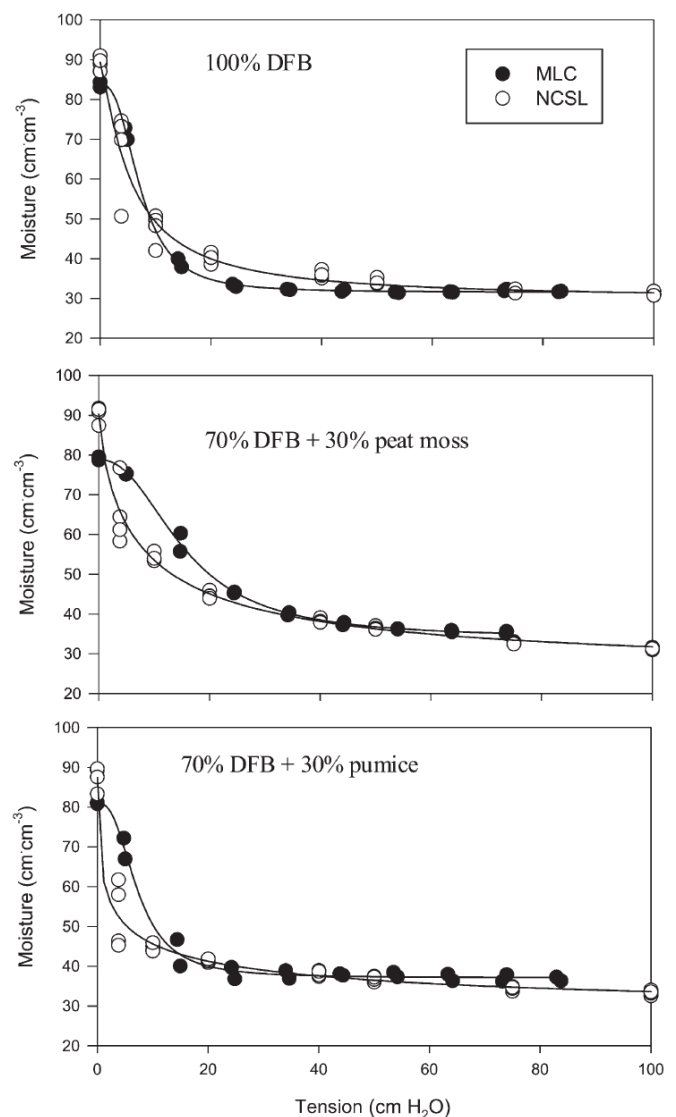 100
90
80
70
60
50
40
30
20
Moisture (cm·cm⁻³)
100% DFB
MLC
NCSL
100
90
80
70
60
50
40
30
20
Moisture (cm·cm⁻³)
70% DFB + 30% peat moss
100
90
80
70
60
50
40
30
20
Moisture (cm·cm⁻³)
70% DFB + 30% pumice
0 20 40 60 80 100
Tension (cm H₂O)